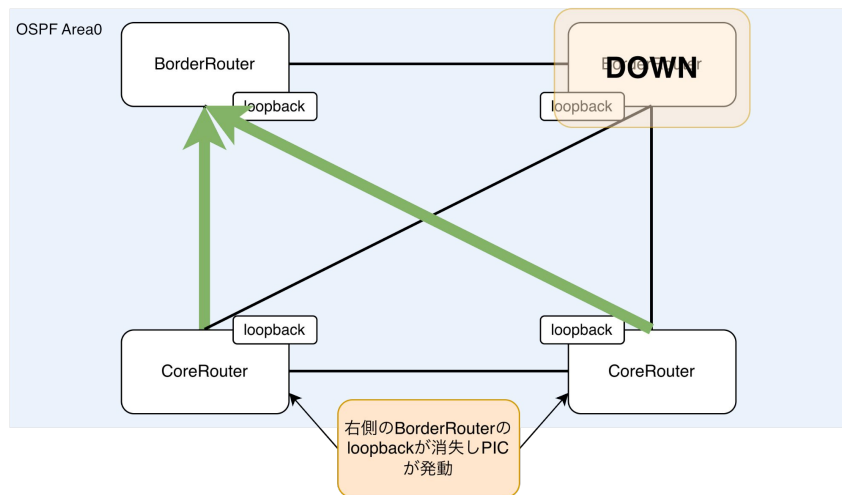 OSPF Area0
BorderRouter
BorderRouter
DOWN
loopback
loopback
loopback
loopback
CoreRouter
CoreRouter
右側のBorderRouterの
loopbackが消失しPIC
が発動